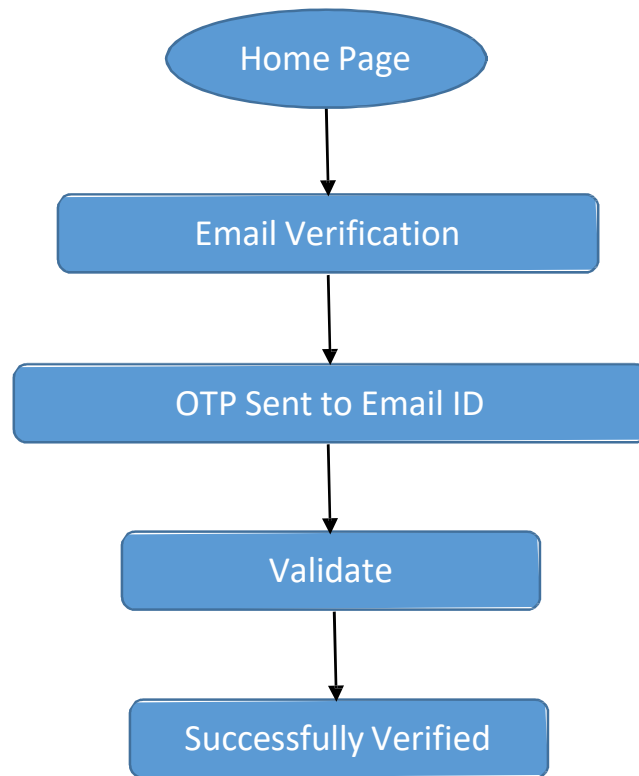 Home Page
Email Verification
OTP Sent to Email ID
Validate
Successfully Verified